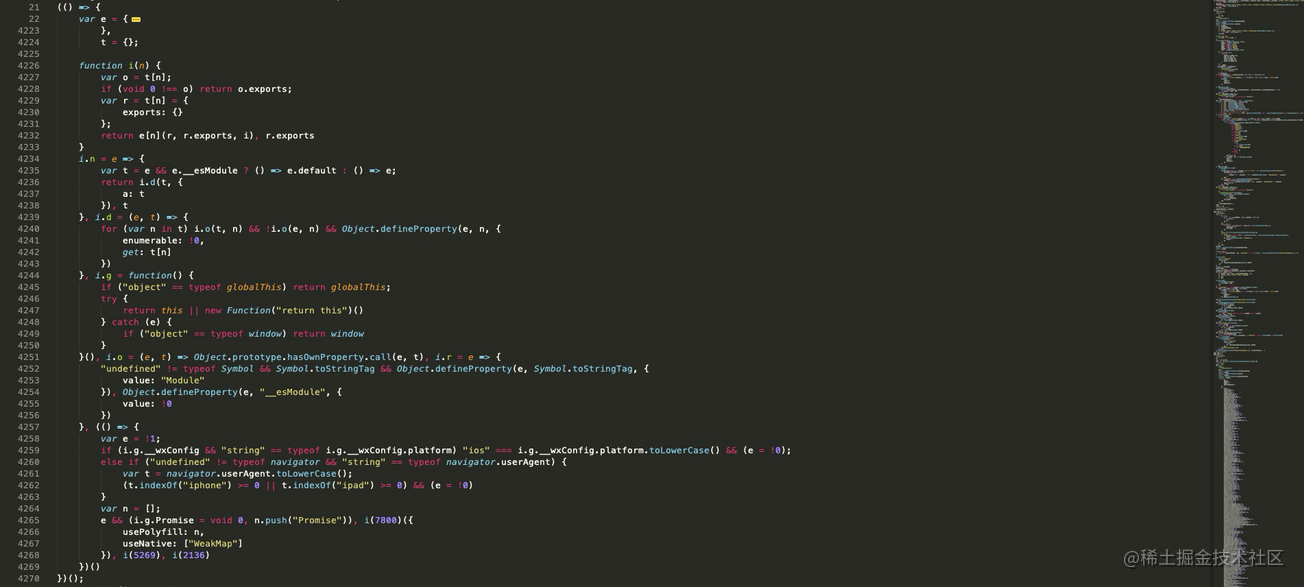 21 (() => {
22 var e = {
4223 },
4224 t = {};
4225
4226 function i(n) {
4227 var o = t[n];
4228 if (void 0 !== o) return o.exports;
4229 var r = t[n] = {
4230 exports: {}
4231 };
4232 return e[n](r, r.exports, i), r.exports
4233 }
4234 i.n = e => {
4235 var t = e && e.__esModule ? () => e.default : () => e;
4236 return i.d(t, {
4237 a: t
4238 }), t
4239 }, i.d = (e, t) => {
4240 for (var n in t) i.o(t, n) && !i.o(e, n) && Object.defineProperty(e, n, {
4241 enumerable: !0,
4242 get: t[n]
4243 })
4244 }, i.g = function() {
4245 if ("object" == typeof globalThis) return globalThis;
4246 try {
4247 return this || new Function("return this")()
4248 } catch (e) {
4249 if ("object" == typeof window) return window
4250 }
4251 }(), i.o = (e, t) => Object.prototype.hasOwnProperty.call(e, t), i.r = e => {
4252 "undefined" != typeof Symbol && Symbol.toStringTag && Object.defineProperty(e, Symbol.toStringTag, {
4253 value: "Module"
4254 }), Object.defineProperty(e, "__esModule", {
4255 value: !0
4256 })
4257 }, (() => {
4258 var e = !1;
4259 if (i.g.__wxConfig && "string" == typeof i.g.__wxConfig.platform) "ios" === i.g.__wxConfig.platform.toLowerCase() && (e = !0);
4260 else if ("undefined" != typeof navigator && "string" == typeof navigator.userAgent) {
4261 var t = navigator.userAgent.toLowerCase();
4262 (t.indexOf("iphone") >= 0 || t.indexOf("ipad") >= 0) && (e = !0)
4263 }
4264 var n = [];
4265 e && (i.g.Promise = void 0, n.push("Promise")), i(7800)({
4266 usePolyfill: n,
4267 useNative: ["WeakMap"]
4268 }), i(5269), i(2136)
4269 })()
4270 })();
@稀土掘金技术社区